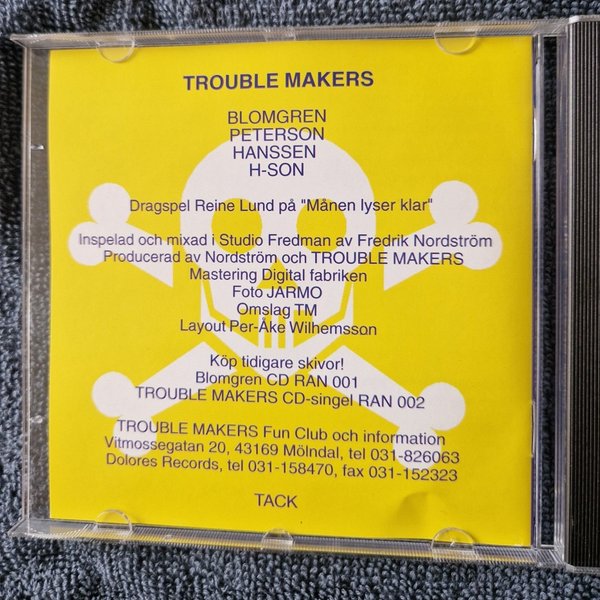 TROUBLE MAKERS
BLOMGREN
PETERSON
HANSSEN
H-SON
Dragspel Reine Lund på "Månen lyser klar"
Inspelad och mixad i Studio Fredman av Fredrik Nordström
Producerad av Nordström och TROUBLE MAKERS
Mastering Digital fabriken
Foto JARMO
Omslag TM
Layout Per-Åke Wilhemsson
Köp tidigare skivor!
Blomgren CD RAN 001
TROUBLE MAKERS CD-singel RAN 002
TROUBLE MAKERS Fun Club och information
Vitmossegatan 20, 43169 Mölndal, tel 031-826063
Dolores Records, tel 031-158470, fax 031-152323
TACK